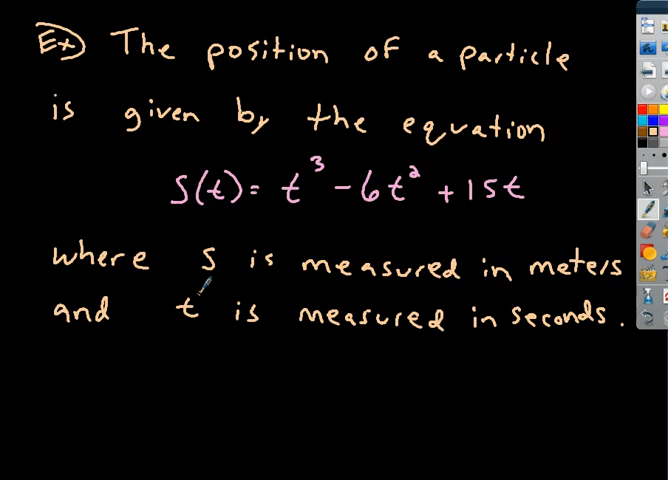 Ex) The position of a particle
is given by the equation
S(t) = t³ - 6t² + 15t
where s is measured in meters
and t is measured in seconds.